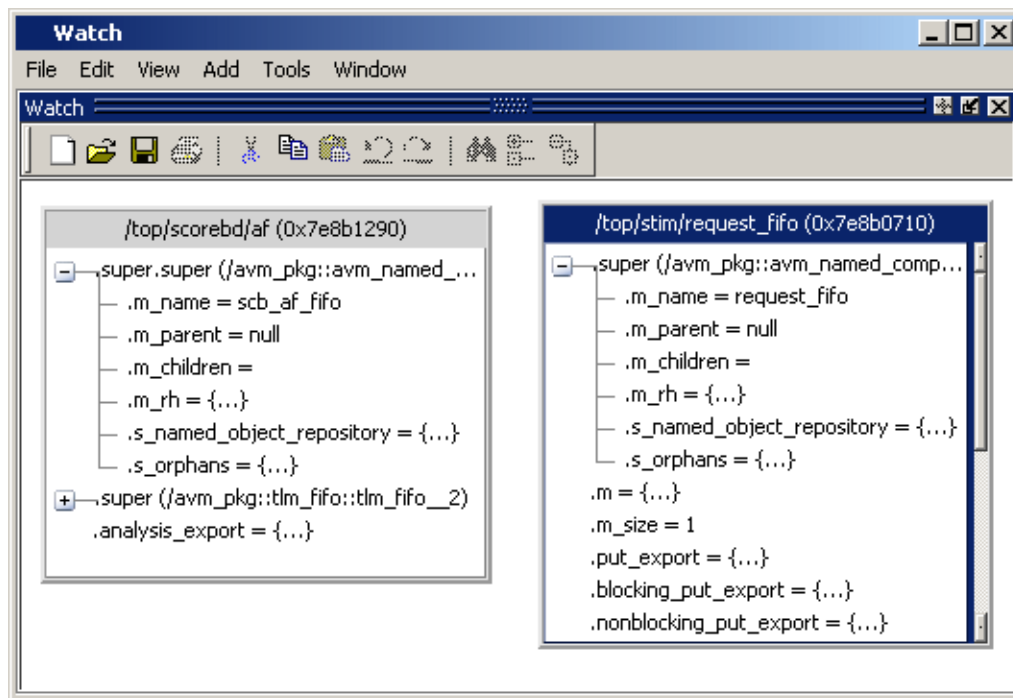 Watch
File Edit View Add Tools Window
Watch
/top/scorebd/af (0x7e8b1290)
.super.super (/avm_pkg::avm_named_...
.m_name = scb_af_fifo
.m_parent = null
.m_children =
.m_rh = {...}
.s_named_object_repository = {...}
.s_orphans = {...}
.super (/avm_pkg::tlm_fifo::tlm_fifo__2)
.analysis_export = {...}
/top/stim/request_fifo (0x7e8b0710)
.super (/avm_pkg::avm_named_comp...
.m_name = request_fifo
.m_parent = null
.m_children =
.m_rh = {...}
.s_named_object_repository = {...}
.s_orphans = {...}
.m = {...}
.m_size = 1
.put_export = {...}
.blocking_put_export = {...}
.nonblocking_put_export = {...}